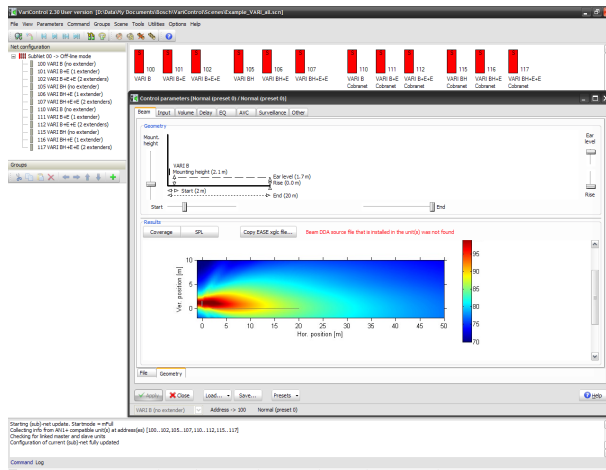 VariControl 2.30 User version [D:\Data\My Documents\Bosch\VariControl\Scenes\Example_VARI_all.scn]
File View Parameters Command Groups Scene Tools Utilities Options Help
Net configuration
SubNet 00 -> Off-line mode
100 VARI B (no extender)
101 VARI B+E (1 extender)
102 VARI B+E+E (2 extenders)
105 VARI BH (no extender)
106 VARI BH+E (1 extender)
107 VARI BH+E+E (2 extenders)
110 VARI B (no extender)
111 VARI B+E (1 extender)
112 VARI B+E+E (2 extenders)
115 VARI BH (no extender)
116 VARI BH+E (1 extender)
117 VARI BH+E+E (2 extenders)
Groups
100 101 102 105 106 107 110 111 112 115 116 117
VARI B VARI B+E VARI B+E+E VARI BH VARI BH+E VARI BH+E+E VARI B VARI B+E VARI B+E+E VARI BH VARI BH+E VARI BH+E+E
Cobranet Cobranet Cobranet Cobranet Cobranet Cobranet
Control parameters [Normal (preset 0) / Normal (preset 0)]
Beam Input Volume Delay EQ AVC Surveillance Other
Geometry
Mount. height
Ear level
VARI B
Mounting height (2.1 m)
Ear level (1.7 m)
Rise (0.0 m)
Start (2 m)
End (20 m)
Rise
Start
End
Results
Coverage SPL Copy EASE xglc file... Beam DDA source file that is installed in the unit(s) was not found
Ver. position [m]
10
5
0
0 5 10 15 20 25 30 35 40 45 50
Hor. position [m]
95
90
85
80
75
70
File Geometry
Apply Close Load... Save... Presets Help
VARI B (no extender) Address -> 100 Normal (preset 0)
Starting (sub)-net update. Startmode = mFull
Collecting info from AN1+ compatible unit(s) at address(es) [100..102,105..107,110..112,115..117]
Checking for linked master and slave units
Configuration of current (sub)-net fully updated
Command Log